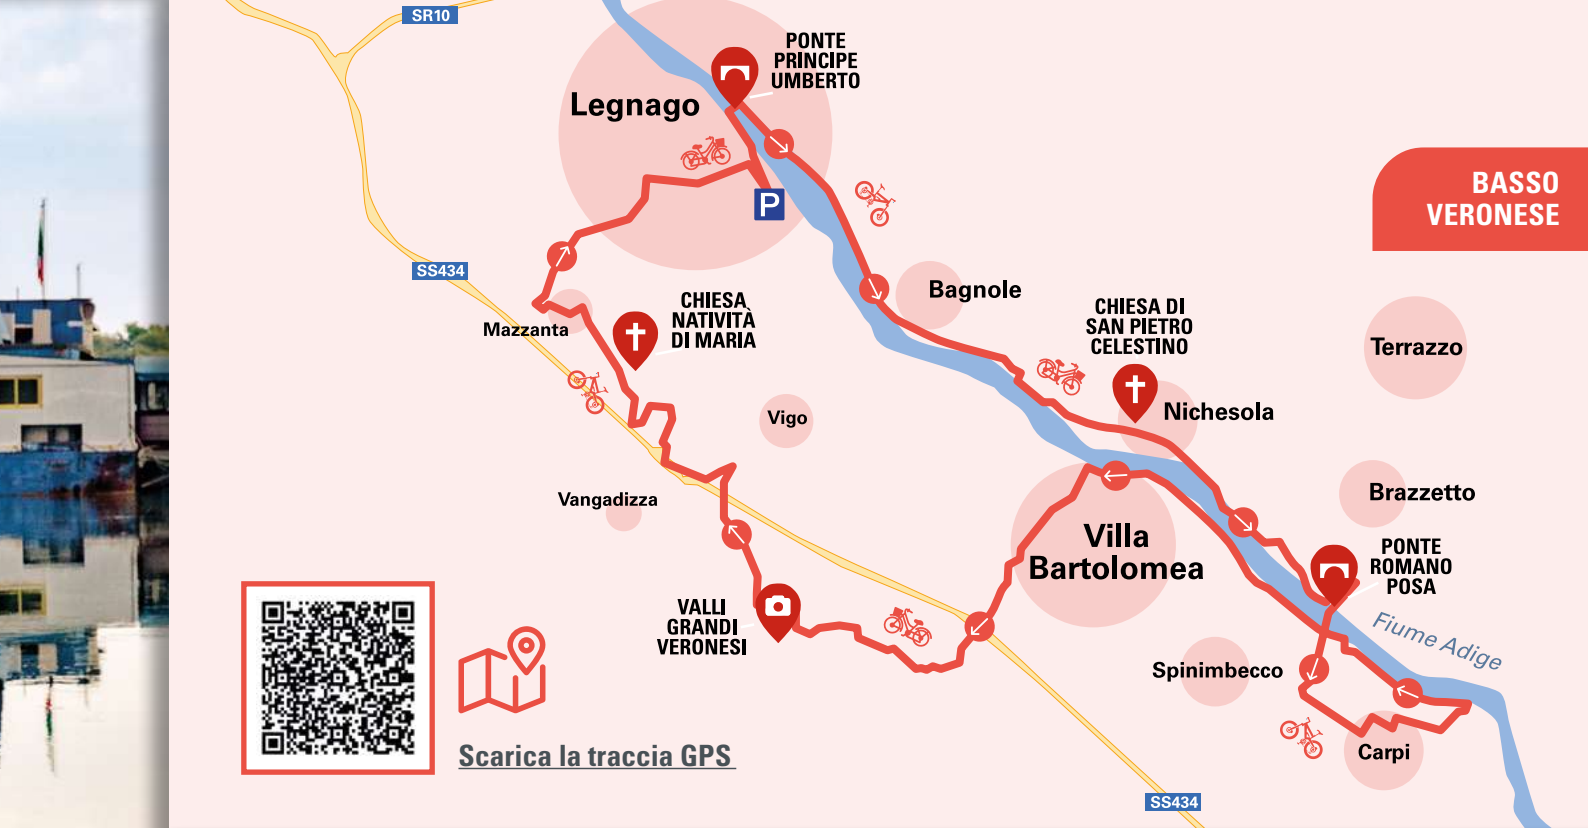 SR10
PONTE
PRINCIPE
UMBERTO
Legnago
P
BASSO
VERONESE
SS434
Bagnole
CHIESA
NATIVITÀ
DI MARIA
CHIESA DI
SAN PIETRO
CELESTINO
Mazzanta
Terrazzo
Vigo
Nichesola
Vangadizza
Brazzetto
Villa
Bartolomea
PONTE
ROMANO
POSA
VALLI
GRANDI
VERONESI
Fiume Adige
Spinimbecco
Carpi
Scarica la traccia GPS
SS434